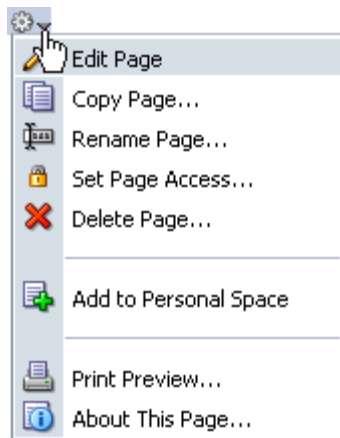 Edit Page
Copy Page...
Rename Page...
Set Page Access...
Delete Page...
Add to Personal Space
Print Preview...
About This Page...